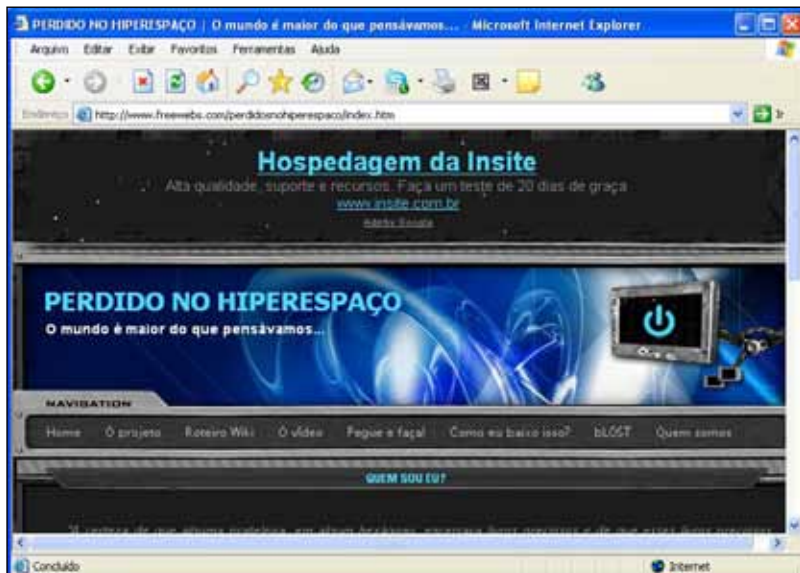 PERDIDO NO HIPERESPAÇO | O mundo é maior do que pensávamos... - Microsoft Internet Explorer
Arquivo Editar Exibir Favoritos Ferramentas Ajuda
Endereço http://www.freewebs.com/perdidosnohiperespaco/index.htm
Hospedagem da Insite
Alta qualidade, suporte e recursos. Faça um teste de 20 dias de graça
www.insite.com.br
PERDIDO NO HIPERESPAÇO
O mundo é maior do que pensávamos...
NAVIGATION
Home O projeto Roteiro Wiki O vídeo Pegue e faça! Como eu baixo isso? bLOST Quem somos
QUEM SOU EU?
Concluído Internet